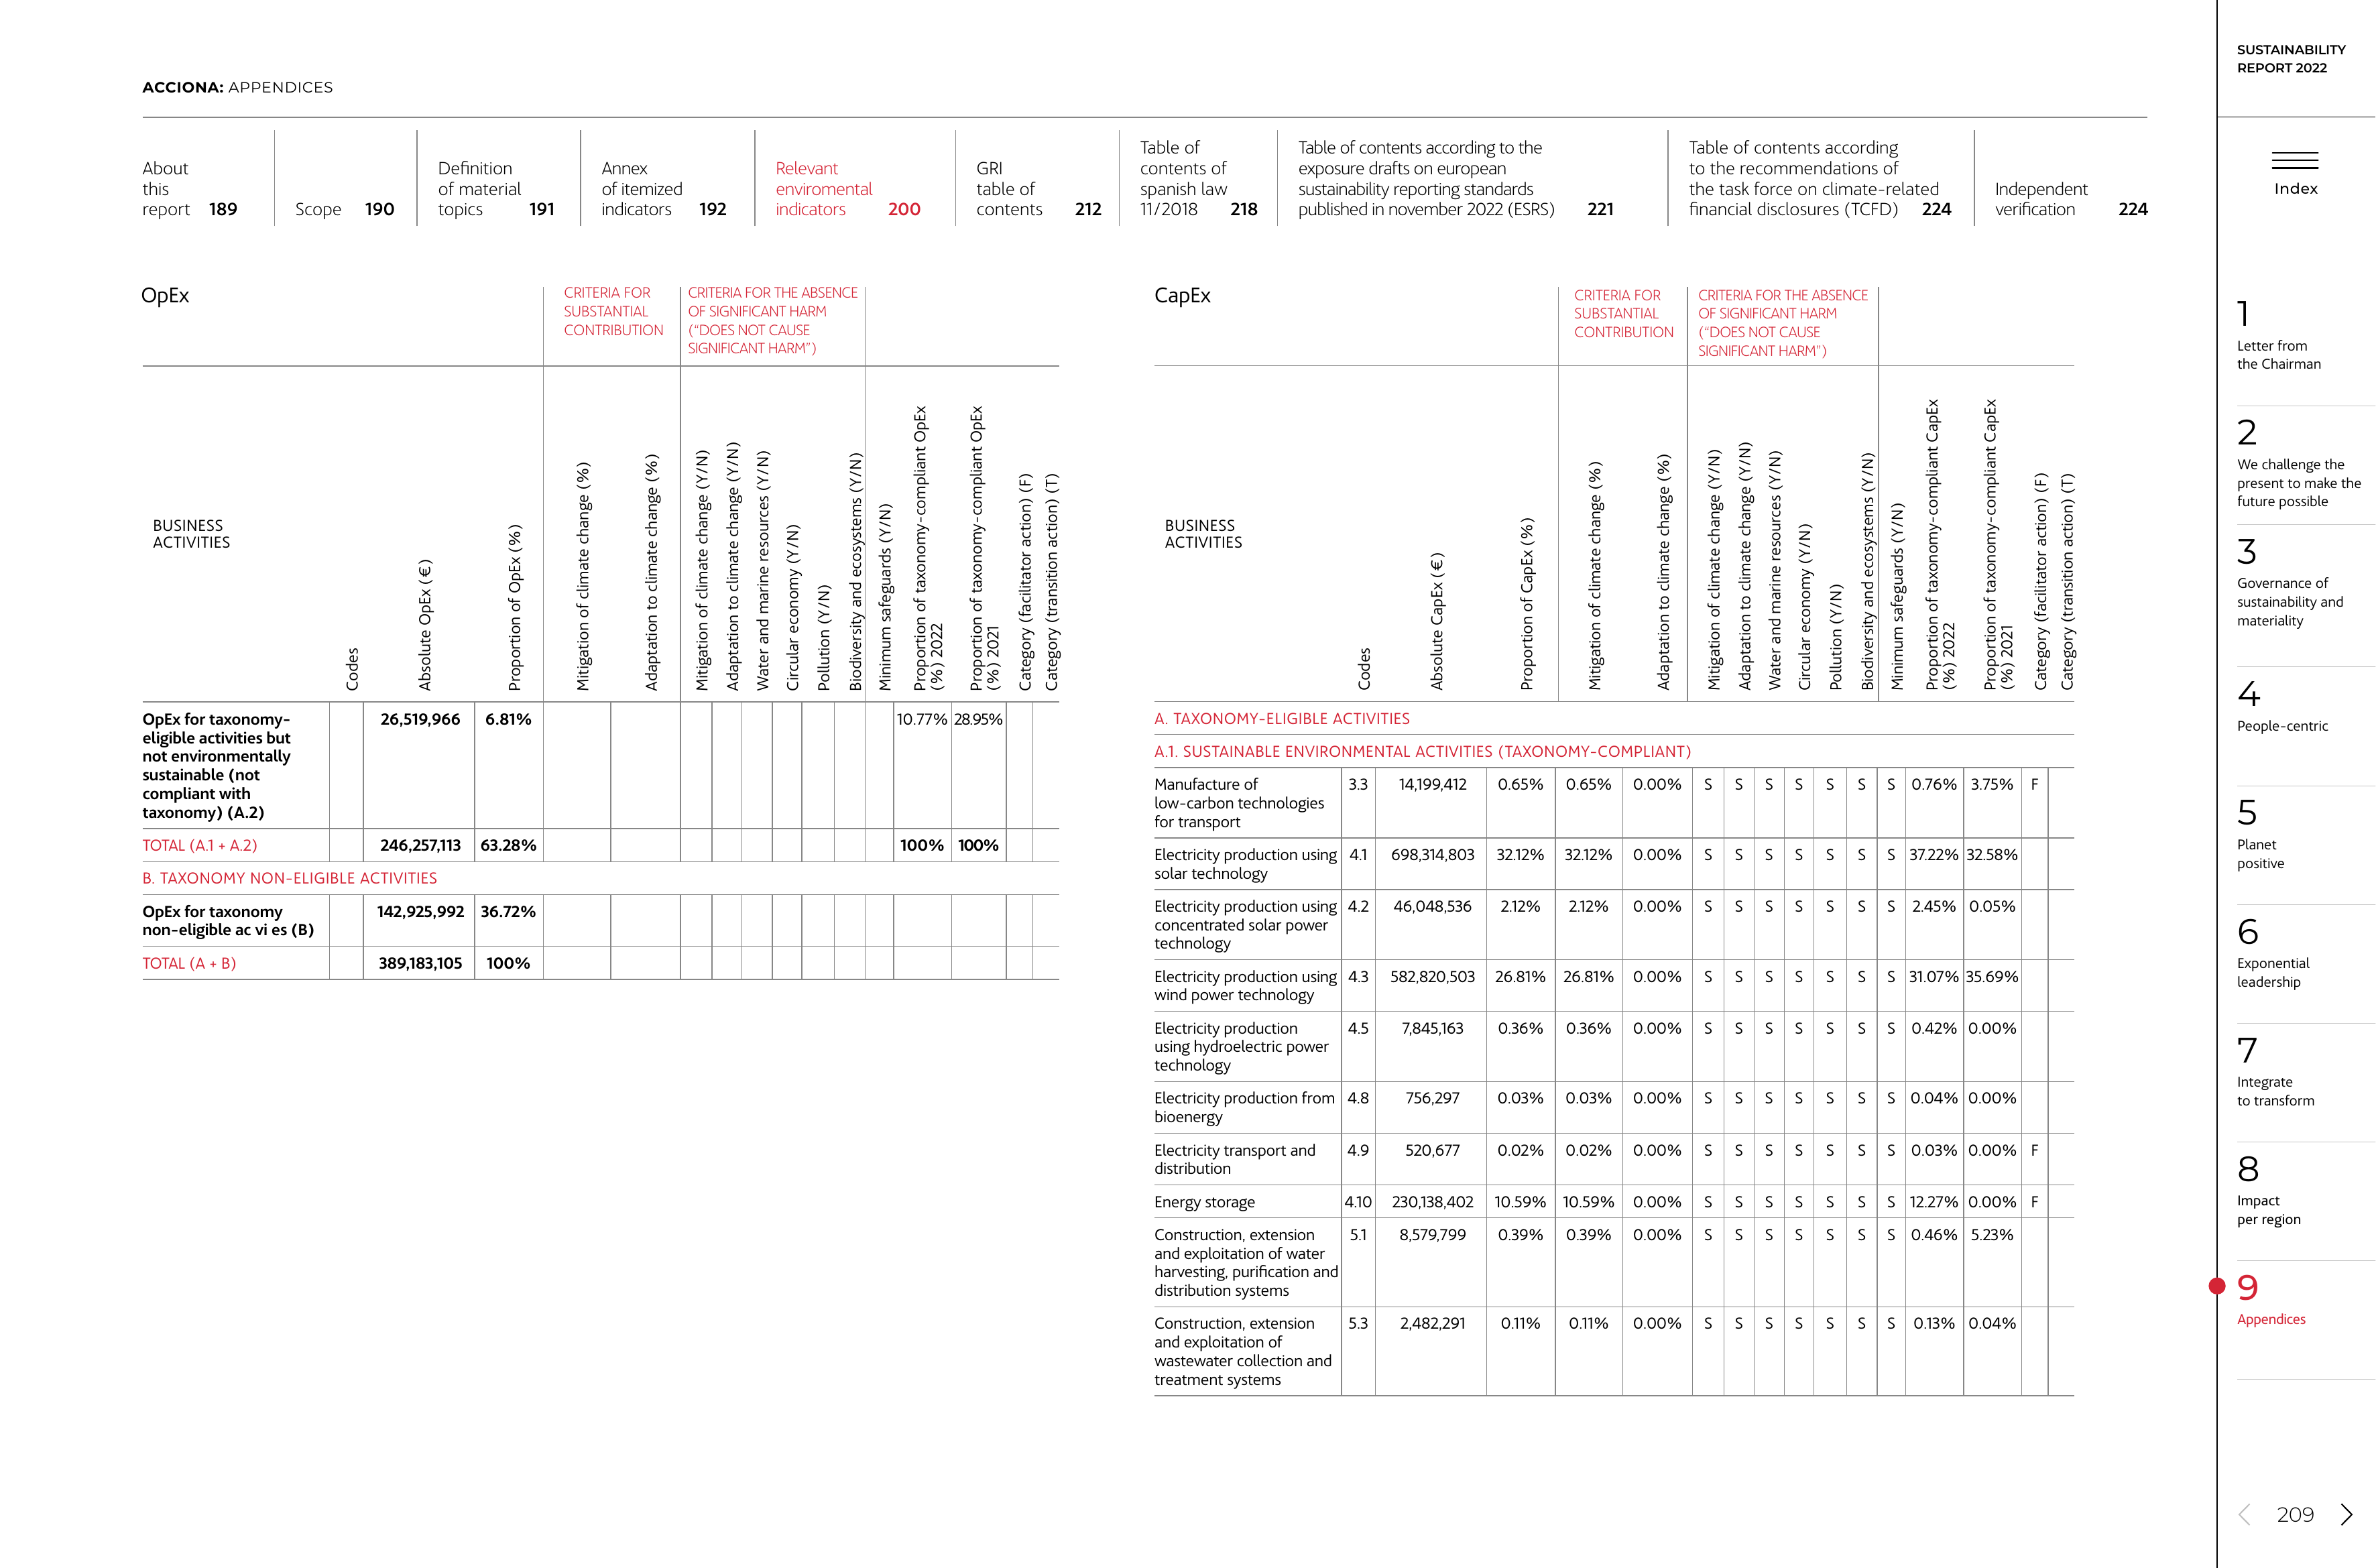 SUSTAINABILITY
REPORT 2022
ACCIONA: APPENDICES
About
this
report 189
Scope 190
Definition
of material
topics 191
Annex
of itemized
indicators 192
Relevant
enviromental
indicators 200
GRI
table of
contents 212
Table of
contents of
spanish law
11/2018 218
Table of contents according to the
exposure drafts on european
sustainability reporting standards
published in november 2022 (ESRS) 221
Table of contents according
to the recommendations of
the task force on climate-related
financial disclosures (TCFD) 224
Independent
verification 224
Index
OpEx
CRITERIA FOR
SUBSTANTIAL
CONTRIBUTION
CRITERIA FOR THE ABSENCE
OF SIGNIFICANT HARM
("DOES NOT CAUSE
SIGNIFICANT HARM")
BUSINESS
ACTIVITIES
Codes
Absolute OpEx (€)
Proportion of OpEx (%)
Mitigation of climate change (%)
Adaptation to climate change (%)
Mitigation of climate change (Y/N)
Adaptation to climate change (Y/N)
Water and marine resources (Y/N)
Circular economy (Y/N)
Pollution (Y/N)
Biodiversity and ecosystems (Y/N)
Minimum safeguards (Y/N)
Proportion of taxonomy-compliant OpEx
(%) 2022
Proportion of taxonomy-compliant OpEx
(%) 2021
Category (facilitator action) (F)
Category (transition action) (T)
OpEx for taxonomy- 26,519,966 6.81% 10.77% 28.95%
eligible activities but
not environmentally
sustainable (not
compliant with
taxonomy) (A.2)
TOTAL (A.1 + A.2) 246,257,113 63.28% 100% 100%
B. TAXONOMY NON-ELIGIBLE ACTIVITIES
OpEx for taxonomy 142,925,992 36.72%
non-eligible ac vi es (B)
TOTAL (A + B) 389,183,105 100%
CapEx
CRITERIA FOR
SUBSTANTIAL
CONTRIBUTION
CRITERIA FOR THE ABSENCE
OF SIGNIFICANT HARM
("DOES NOT CAUSE
SIGNIFICANT HARM")
BUSINESS
ACTIVITIES
Codes
Absolute CapEx (€)
Proportion of CapEx (%)
Mitigation of climate change (%)
Adaptation to climate change (%)
Mitigation of climate change (Y/N)
Adaptation to climate change (Y/N)
Water and marine resources (Y/N)
Circular economy (Y/N)
Pollution (Y/N)
Biodiversity and ecosystems (Y/N)
Minimum safeguards (Y/N)
Proportion of taxonomy-compliant CapEx
(%) 2022
Proportion of taxonomy-compliant CapEx
(%) 2021
Category (facilitator action) (F)
Category (transition action) (T)
A. TAXONOMY-ELIGIBLE ACTIVITIES
A.1. SUSTAINABLE ENVIRONMENTAL ACTIVITIES (TAXONOMY-COMPLIANT)
Manufacture of 3.3 14,199,412 0.65% 0.65% 0.00% S S S S S S S 0.76% 3.75% F
low-carbon technologies
for transport
Electricity production using 4.1 698,314,803 32.12% 32.12% 0.00% S S S S S S S 37.22% 32.58%
solar technology
Electricity production using 4.2 46,048,536 2.12% 2.12% 0.00% S S S S S S S 2.45% 0.05%
concentrated solar power
technology
Electricity production using 4.3 582,820,503 26.81% 26.81% 0.00% S S S S S S S 31.07% 35.69%
wind power technology
Electricity production 4.5 7,845,163 0.36% 0.36% 0.00% S S S S S S S 0.42% 0.00%
using hydroelectric power
technology
Electricity production from 4.8 756,297 0.03% 0.03% 0.00% S S S S S S S 0.04% 0.00%
bioenergy
Electricity transport and 4.9 520,677 0.02% 0.02% 0.00% S S S S S S S 0.03% 0.00% F
distribution
Energy storage 4.10 230,138,402 10.59% 10.59% 0.00% S S S S S S S 12.27% 0.00% F
Construction, extension 5.1 8,579,799 0.39% 0.39% 0.00% S S S S S S S 0.46% 5.23%
and exploitation of water
harvesting, purification and
distribution systems
Construction, extension 5.3 2,482,291 0.11% 0.11% 0.00% S S S S S S S 0.13% 0.04%
and exploitation of
wastewater collection and
treatment systems
1
Letter from
the Chairman
2
We challenge the
present to make the
future possible
3
Governance of
sustainability and
materiality
4
People-centric
5
Planet
positive
6
Exponential
leadership
7
Integrate
to transform
8
Impact
per region
9
Appendices
209